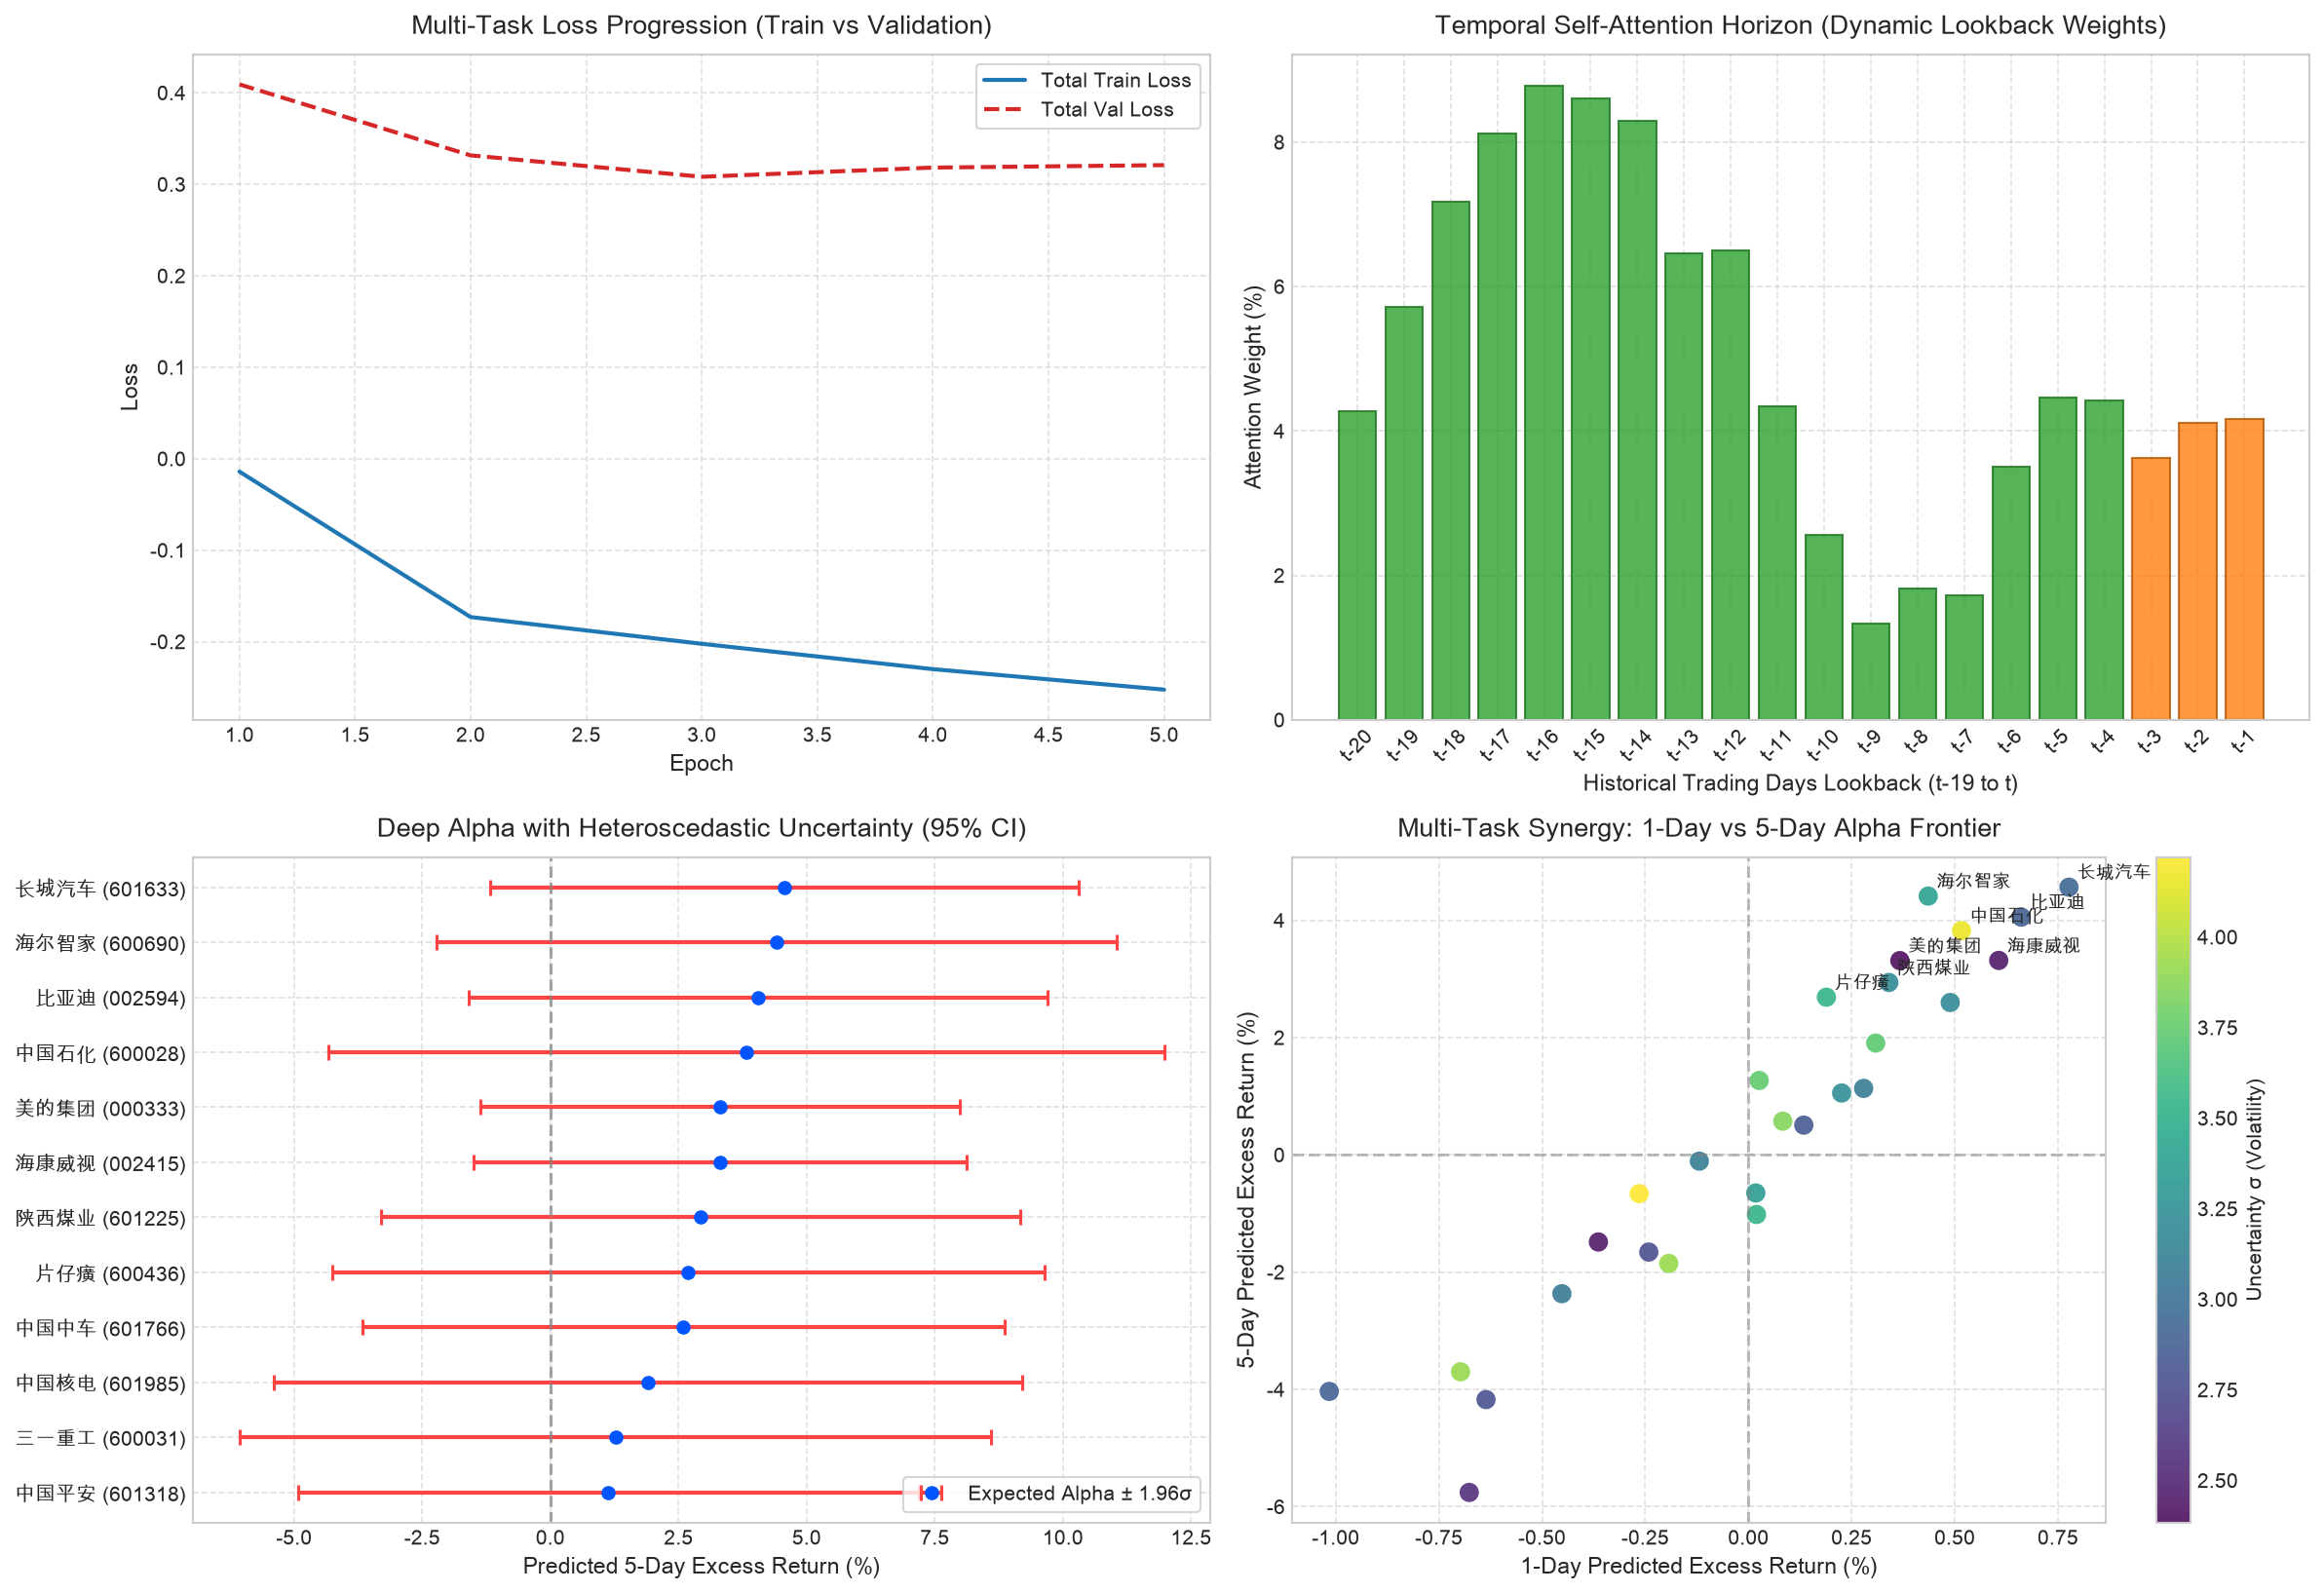 Multi-Task Loss Progression (Train vs Validation)
Total Train Loss
Total Val Loss
Loss
0.4
0.3
0.2
0.1
0.0
-0.1
-0.2
1.0 1.5 2.0 2.5 3.0 3.5 4.0 4.5 5.0
Epoch
Temporal Self-Attention Horizon (Dynamic Lookback Weights)
Attention Weight (%)
8
6
4
2
0
t-20 t-19 t-18 t-17 t-16 t-15 t-14 t-13 t-12 t-11 t-10 t-9 t-8 t-7 t-6 t-5 t-4 t-3 t-2 t-1
Historical Trading Days Lookback (t-19 to t)
Deep Alpha with Heteroscedastic Uncertainty (95% CI)
长城汽车 (601633)
海尔智家 (600690)
比亚迪 (002594)
中国石化 (600028)
美的集团 (000333)
海康威视 (002415)
陕西煤业 (601225)
片仔癀 (600436)
中国中车 (601766)
中国核电 (601985)
三一重工 (600031)
中国平安 (601318)
Expected Alpha ± 1.96σ
-5.0 -2.5 0.0 2.5 5.0 7.5 10.0 12.5
Predicted 5-Day Excess Return (%)
Multi-Task Synergy: 1-Day vs 5-Day Alpha Frontier
5-Day Predicted Excess Return (%)
4
2
0
-2
-4
-6
长城汽车
海尔智家
比亚迪
中国石化
美的集团
海康威视
陕西煤业
片仔癀
-1.00 -0.75 -0.50 -0.25 0.00 0.25 0.50 0.75
1-Day Predicted Excess Return (%)
4.00
3.75
3.50
3.25
3.00
2.75
2.50
Uncertainty σ (Volatility)